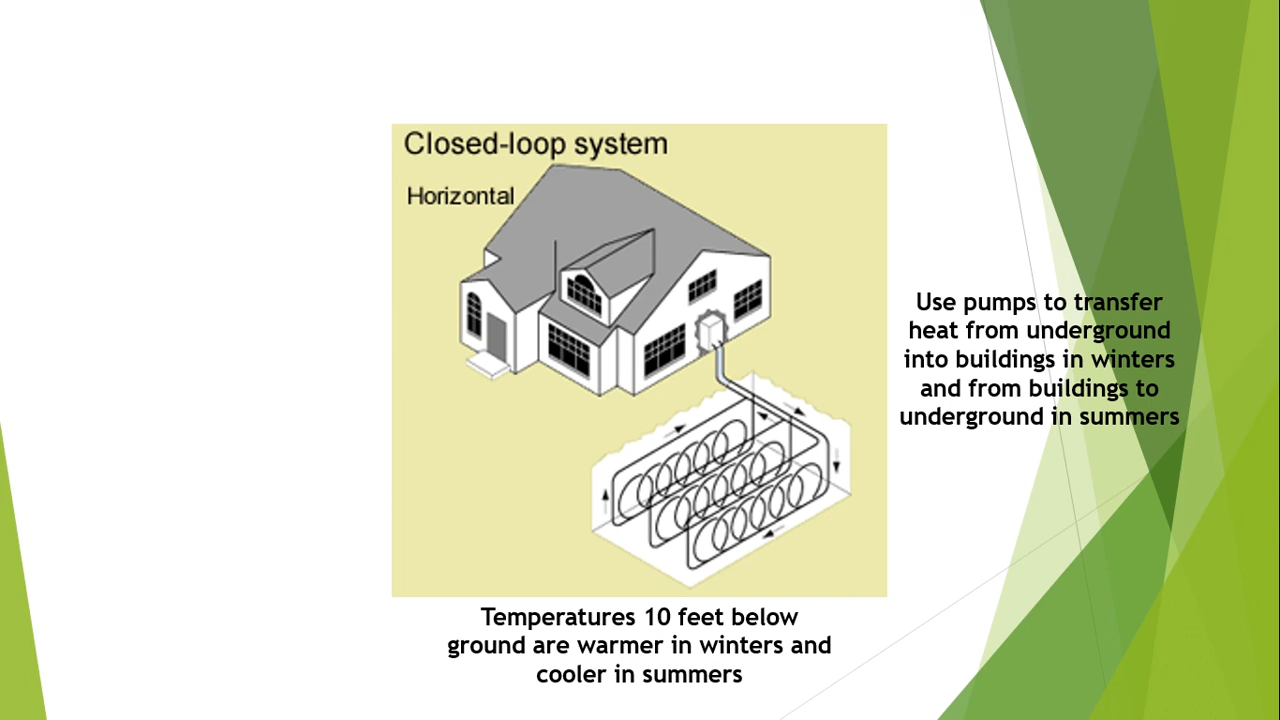 Closed-loop system
Horizontal
Use pumps to transfer
heat from underground
into buildings in winters
and from buildings to
underground in summers
Temperatures 10 feet below
ground are warmer in winters and
cooler in summers